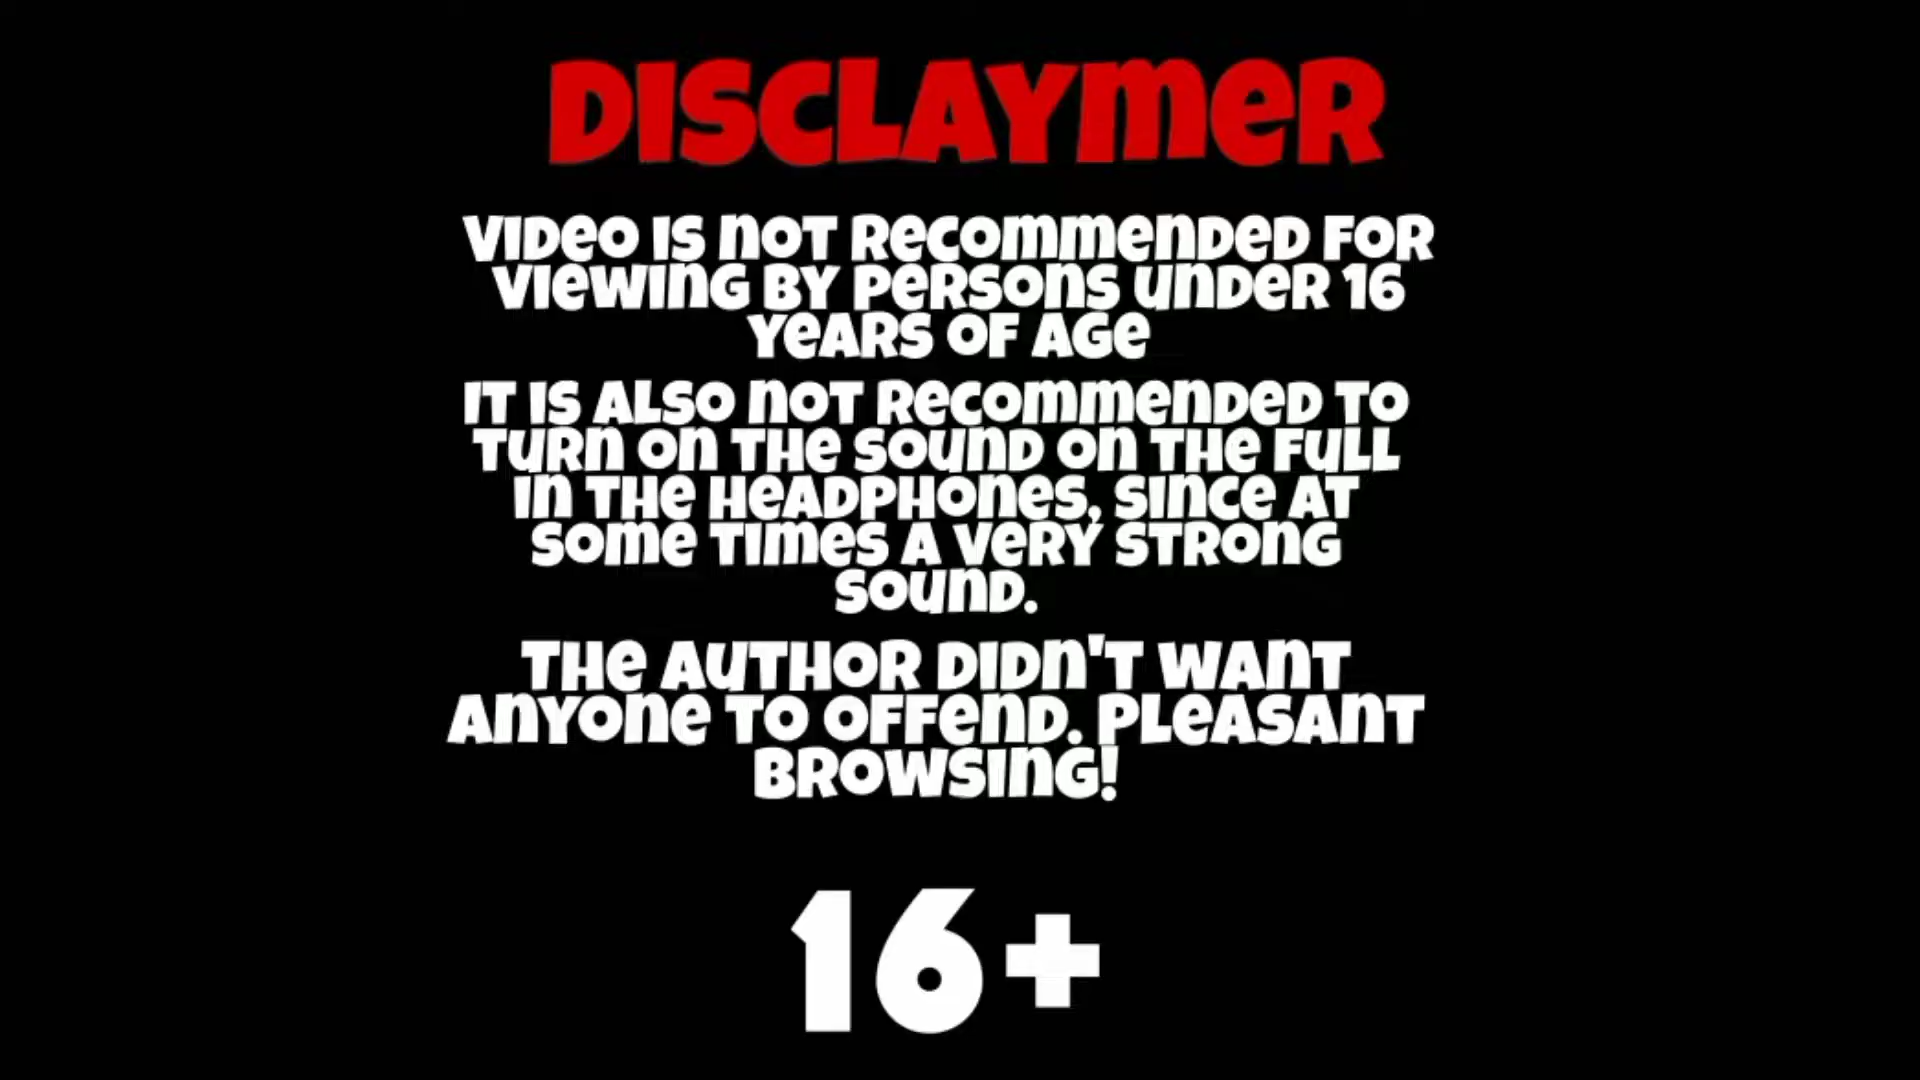 DISCLAYMER
VIDEO IS NOT RECOMMENDED FOR
VIEWING BY PERSONS UNDER 16
YEARS OF AGE
IT IS ALSO NOT RECOMMENDED TO
TURN ON THE SOUND ON THE FULL
IN THE HEADPHONES, SINCE AT
SOME TIMES A VERY STRONG
SOUND.
THE AUTHOR DIDN'T WANT
ANYONE TO OFFEND. PLEASANT
BROWSING!
16+